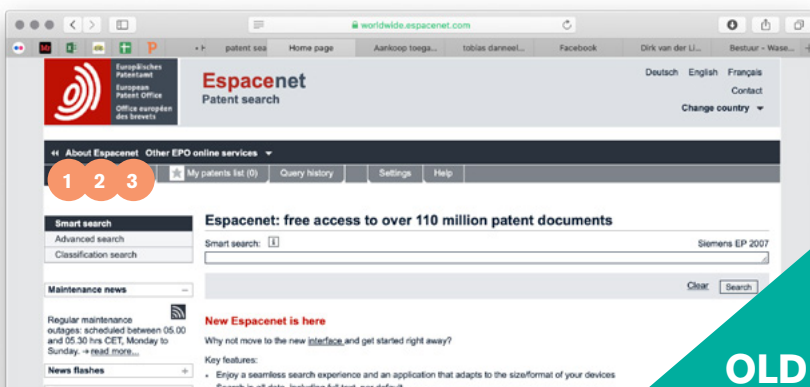 worldwide.espacenet.com
patent sea
Home page
Aankoop toega...
tobias danneel...
Facebook
Dirk van der Li...
Bestuur - Wase...
Europäisches
Patentamt
European
Patent Office
Office européen
des brevets
Espacenet
Patent search
Deutsch English Français
Contact
Change country
About Espacenet Other EPO online services
1 2 3
My patents list (0) Query history Settings Help
Smart search
Advanced search
Classification search
Espacenet: free access to over 110 million patent documents
Smart search: i
Siemens EP 2007
Clear Search
Maintenance news
Regular maintenance
outages: scheduled between 05.00
and 05.30 hrs CET, Monday to
Sunday. → read more...
News flashes
New Espacenet is here
Why not move to the new interface and get started right away?
Key features:
Enjoy a seamless search experience and an application that adapts to the size/format of your devices
OLD